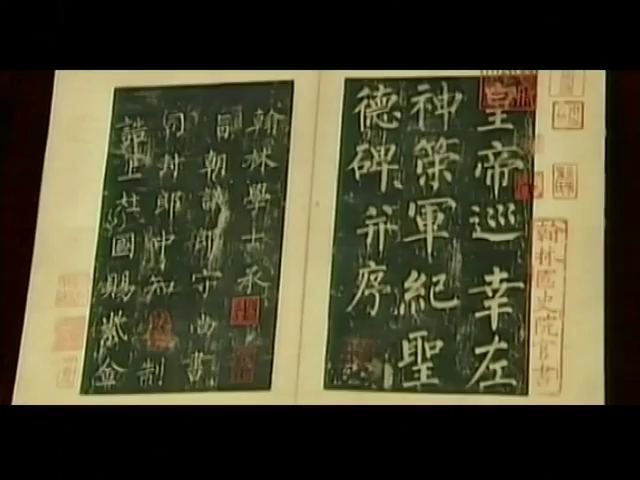 翰林國史院官書
皇帝巡幸左
神策軍紀聖
德碑并序
翰林學士承
旨朝議郎守尚書
司封郎中知制
誥上柱國賜紫金